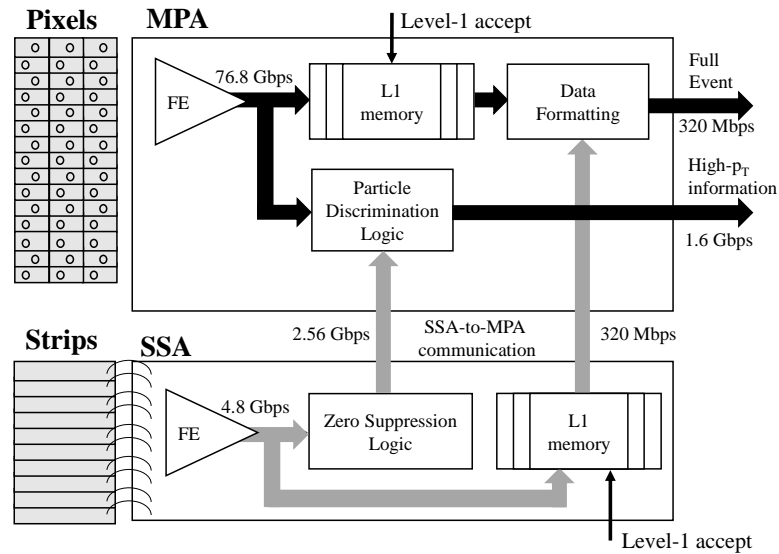 Pixels
MPA
Level-1 accept
76.8 Gbps
FE
L1
memory
Data
Formatting
Full
Event
320 Mbps
Particle
Discrimination
Logic
High-pT
information
1.6 Gbps
2.56 Gbps
SSA-to-MPA
communication
320 Mbps
Strips
SSA
4.8 Gbps
FE
Zero Suppression
Logic
L1
memory
Level-1 accept